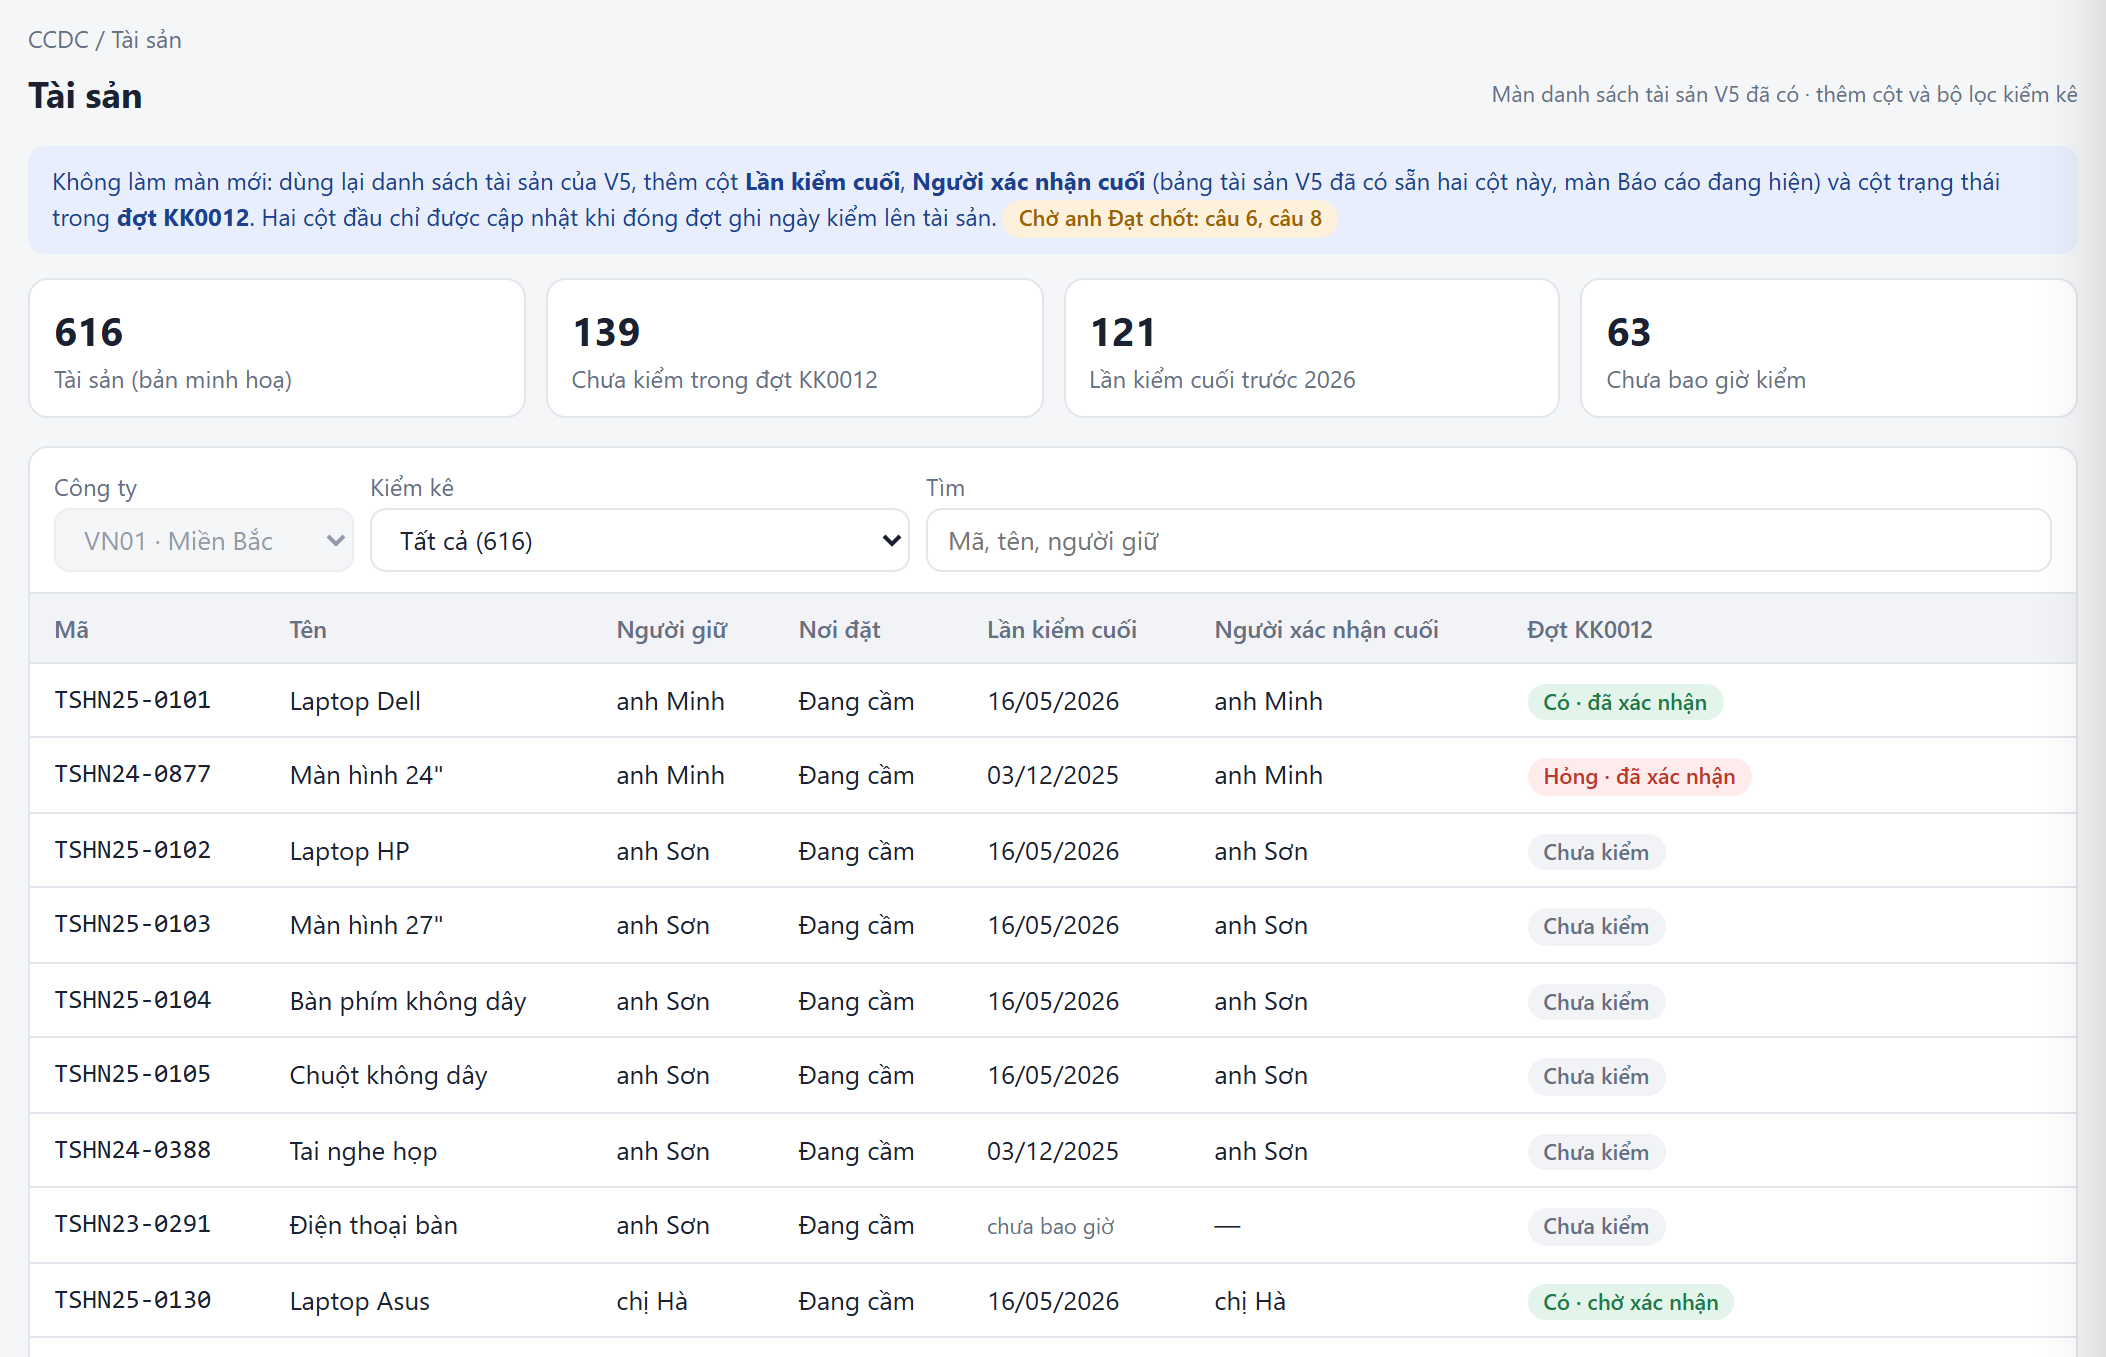 CCDC / Tài sản
Tài sản
Màn danh sách tài sản V5 đã có · thêm cột và bộ lọc kiểm kê
Không làm màn mới: dùng lại danh sách tài sản của V5, thêm cột Lần kiểm cuối, Người xác nhận cuối (bảng tài sản V5 đã có sẵn hai cột này, màn Báo cáo đang hiện) và cột trạng thái
trong đợt KK0012. Hai cột đầu chỉ được cập nhật khi đóng đợt ghi ngày kiểm lên tài sản. Chờ anh Đạt chốt: câu 6, câu 8
616
Tài sản (bản minh hoạ)
139
Chưa kiểm trong đợt KK0012
121
Lần kiểm cuối trước 2026
63
Chưa bao giờ kiểm
Công ty
VN01 · Miền Bắc
Kiểm kê
Tất cả (616)
Tìm
Mã, tên, người giữ
Mã Tên Người giữ Nơi đặt Lần kiểm cuối Người xác nhận cuối Đợt KK0012
TSHN25-0101 Laptop Dell anh Minh Đang cầm 16/05/2026 anh Minh Có · đã xác nhận
TSHN24-0877 Màn hình 24" anh Minh Đang cầm 03/12/2025 anh Minh Hỏng · đã xác nhận
TSHN25-0102 Laptop HP anh Sơn Đang cầm 16/05/2026 anh Sơn Chưa kiểm
TSHN25-0103 Màn hình 27" anh Sơn Đang cầm 16/05/2026 anh Sơn Chưa kiểm
TSHN25-0104 Bàn phím không dây anh Sơn Đang cầm 16/05/2026 anh Sơn Chưa kiểm
TSHN25-0105 Chuột không dây anh Sơn Đang cầm 16/05/2026 anh Sơn Chưa kiểm
TSHN24-0388 Tai nghe họp anh Sơn Đang cầm 03/12/2025 anh Sơn Chưa kiểm
TSHN23-0291 Điện thoại bàn anh Sơn Đang cầm chưa bao giờ — Chưa kiểm
TSHN25-0130 Laptop Asus chị Hà Đang cầm 16/05/2026 chị Hà Có · chờ xác nhận